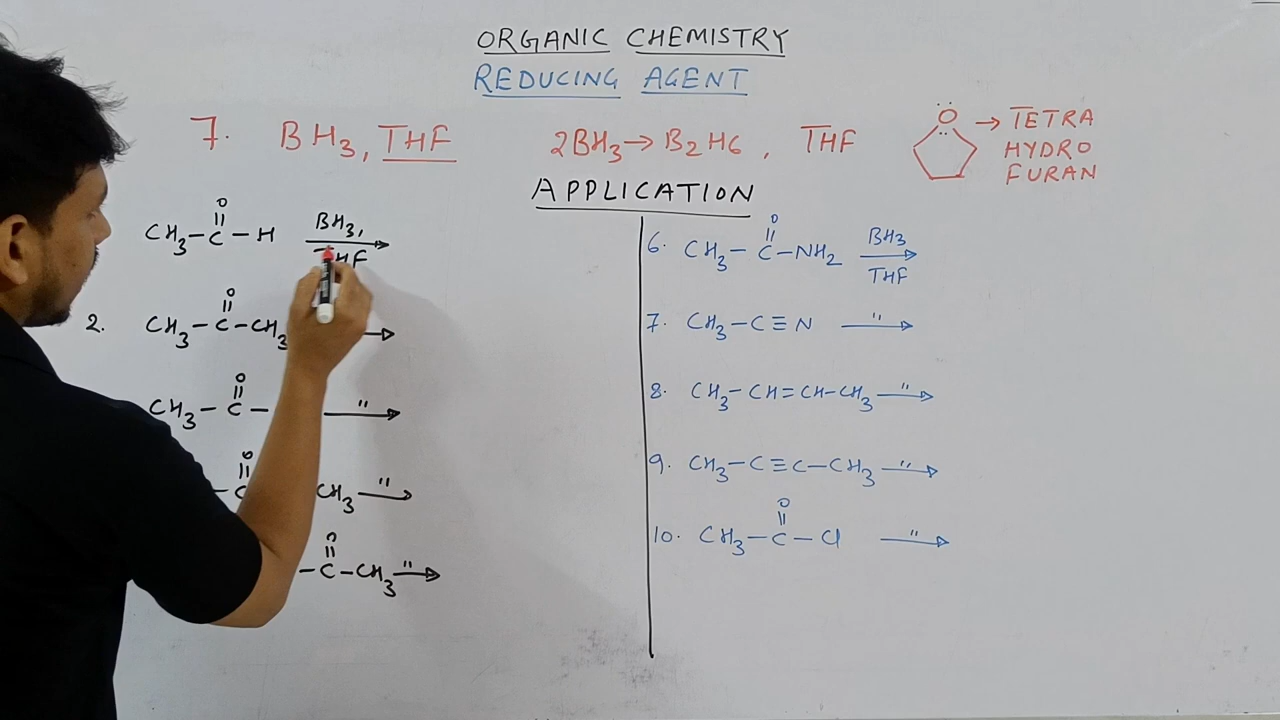 ORGANIC CHEMISTRY
REDUCING AGENT
7. BH3, THF 2BH3→B2H6, THF
Ö → TETRA
HYDRO
FURAN
APPLICATION
O
CH3-C-H BH3,
THF
O
2. CH3-C-CH3
O
CH3-C- "
O
C CH3 "
O
-C-CH3 "
O
6. CH3-C-NH2 BH3
THF
7. CH3-C≡N "
8. CH3-CH=CH-CH3 "
9. CH3-C≡C-CH3 "
O
10. CH3-C-Cl "